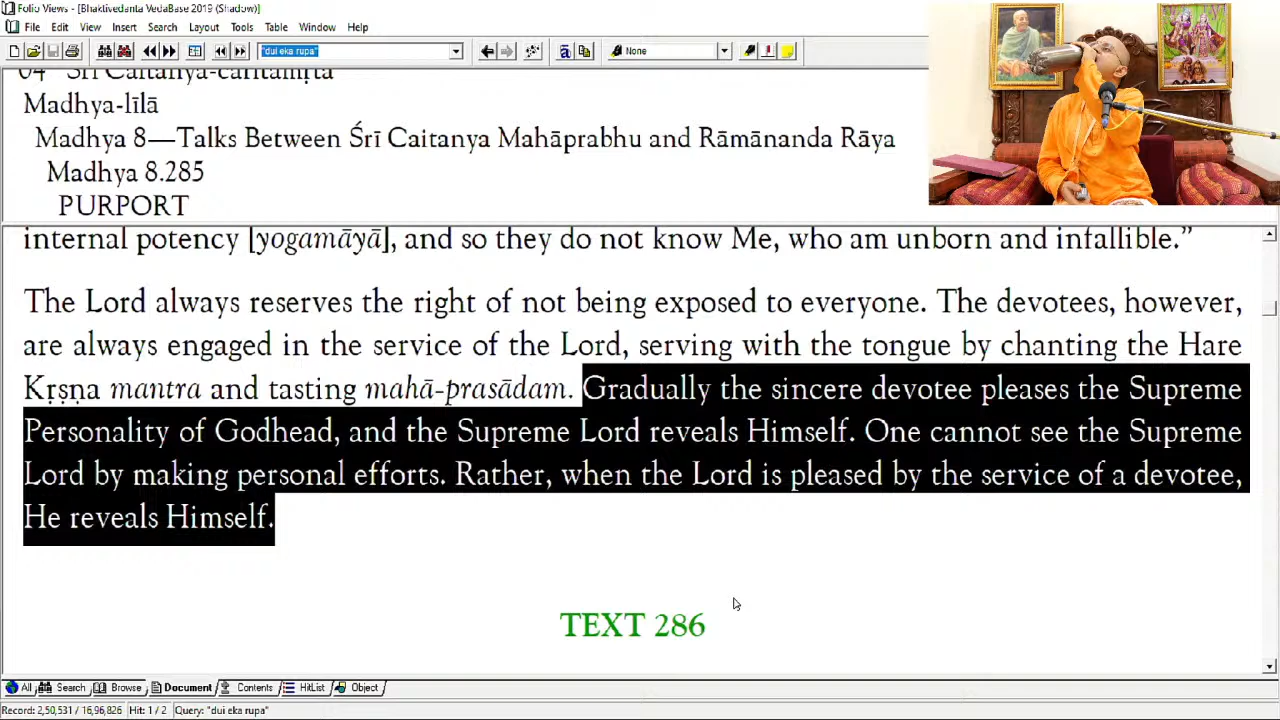 Folio Views - [Bhaktivedanta VedaBase 2019 (Shadow)]
File Edit View Insert Search Layout Tools Table Window Help
"dui eka rupa" None
04 Śrī Caitanya-caritāmṛta
Madhya-līlā
Madhya 8—Talks Between Śrī Caitanya Mahāprabhu and Rāmānanda Rāya
Madhya 8.285
PURPORT
internal potency [yogamāyā], and so they do not know Me, who am unborn and infallible.”
The Lord always reserves the right of not being exposed to everyone. The devotees, however,
are always engaged in the service of the Lord, serving with the tongue by chanting the Hare
Kṛṣṇa mantra and tasting mahā-prasādam. Gradually the sincere devotee pleases the Supreme
Personality of Godhead, and the Supreme Lord reveals Himself. One cannot see the Supreme
Lord by making personal efforts. Rather, when the Lord is pleased by the service of a devotee,
He reveals Himself.
TEXT 286
All Search Browse Document Contents HitList Object
Record: 2,50,531 / 16,96,826 Hit: 1 / 2 Query: "dui eka rupa"